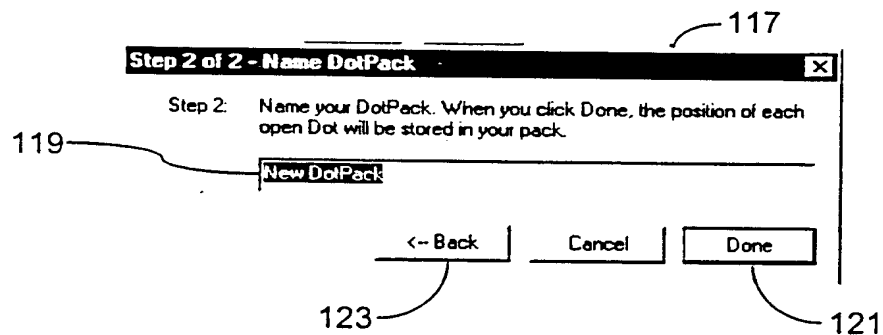 117
Step 2 of 2 - Name DotPack
Step 2: Name your DotPack. When you click Done, the position of each
open Dot will be stored in your pack.
119
New DotPack
<-- Back Cancel Done
123
121